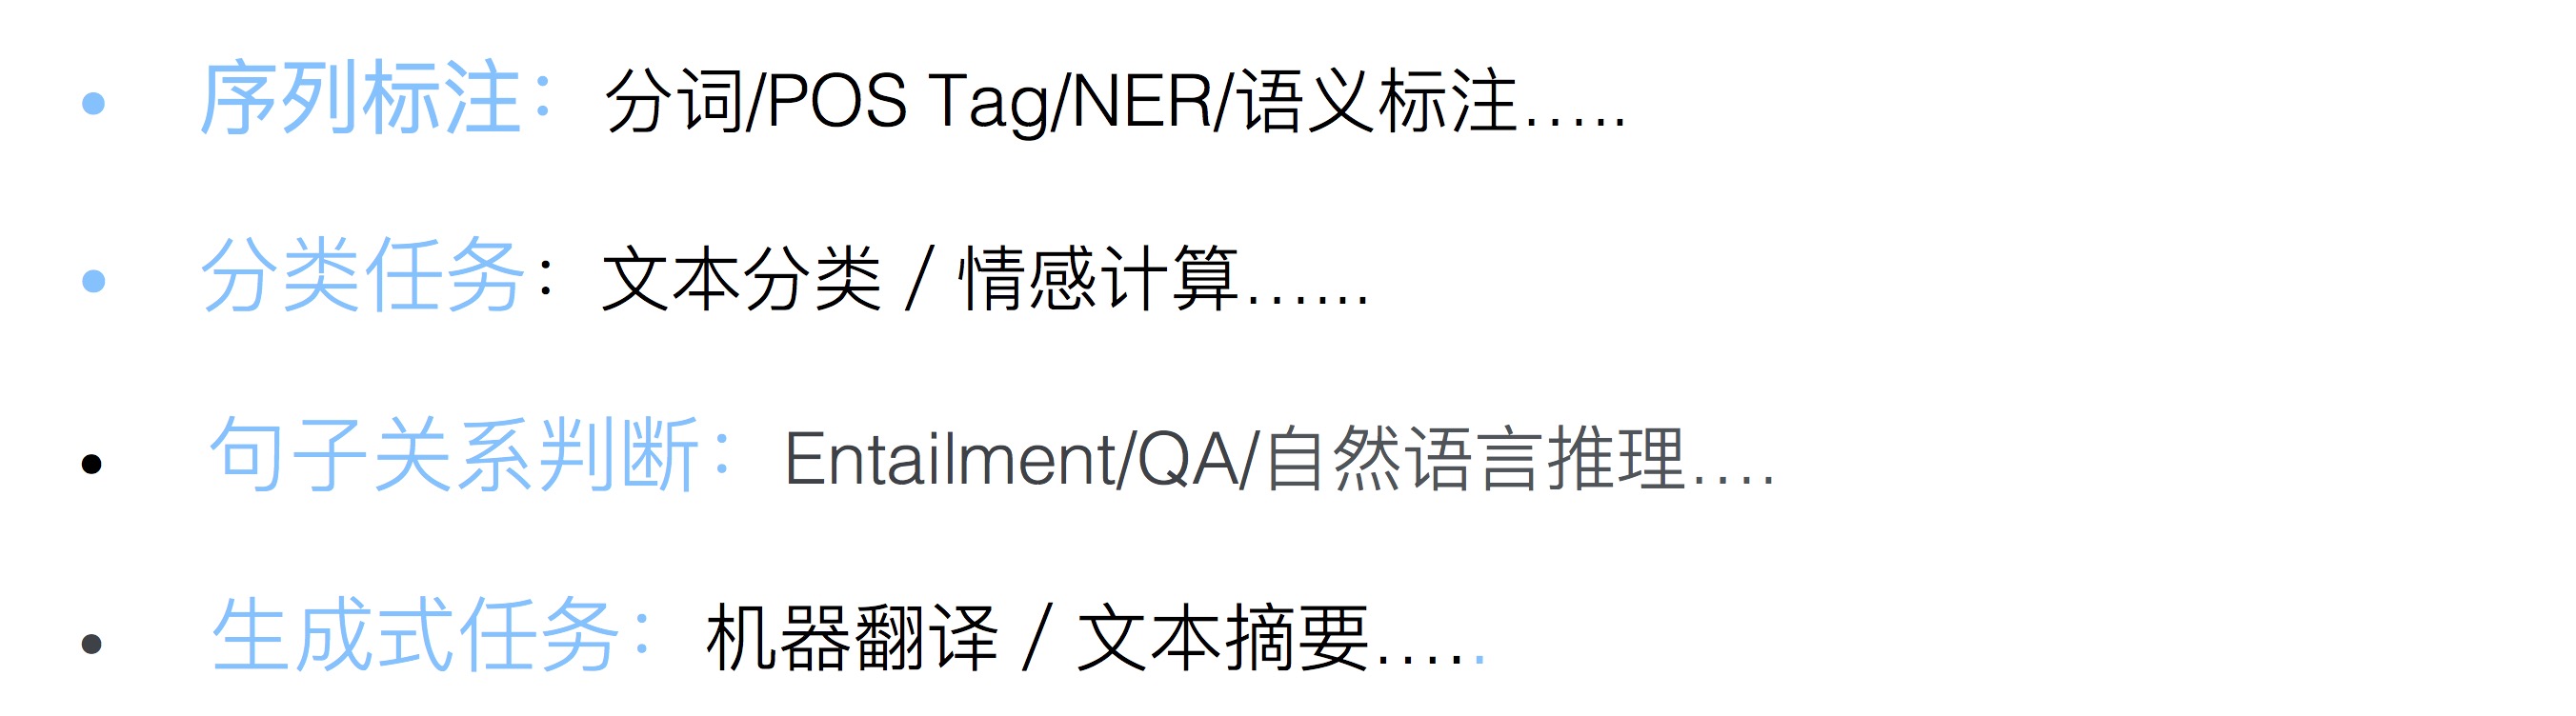 • 序列标注：分词/POS Tag/NER/语义标注…..
• 分类任务：文本分类 / 情感计算…...
• 句子关系判断：Entailment/QA/自然语言推理….
• 生成式任务：机器翻译 / 文本摘要…..